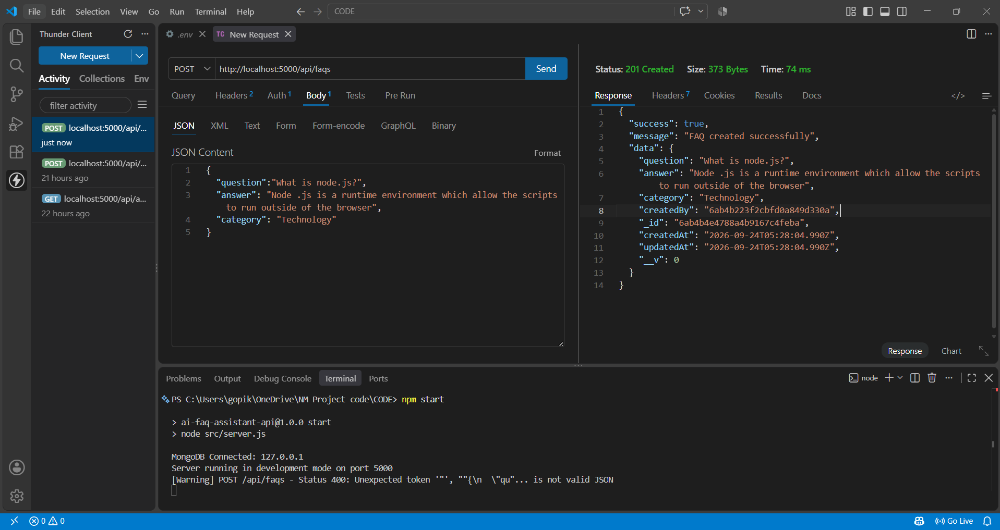 File Edit Selection View Go Run Terminal Help
CODE
Thunder Client
New Request
Activity Collections Env
filter activity
POST localhost:5000/api/...
just now
POST localhost:5000/api/...
21 hours ago
GET localhost:5000/api/a...
22 hours ago
.env
TC New Request
POST http://localhost:5000/api/faqs Send
Query Headers 2 Auth 1 Body 1 Tests Pre Run
JSON XML Text Form Form-encode GraphQL Binary
JSON Content Format
1 {
2 "question":"What is node.js?",
3 "answer": "Node .js is a runtime environment which allow the scripts
to run outside of the browser",
4 "category": "Technology"
5 }
Status: 201 Created Size: 373 Bytes Time: 74 ms
Response Headers 7 Cookies Results Docs </>
1 {
2 "success": true,
3 "message": "FAQ created successfully",
4 "data": {
5 "question": "What is node.js?",
6 "answer": "Node .js is a runtime environment which allow the scripts
to run outside of the browser",
7 "category": "Technology",
8 "createdBy": "6ab4b223f2cbfd0a849d330a",
9 "_id": "6ab4b4e4788a4b9167c4feba",
10 "createdAt": "2026-09-24T05:28:04.990Z",
11 "updatedAt": "2026-09-24T05:28:04.990Z",
12 "__v": 0
13 }
14 }
Response Chart
Problems Output Debug Console Terminal Ports
node
PS C:\Users\gopik\OneDrive\NM Project code\CODE> npm start
> ai-faq-assistant-api@1.0.0 start
> node src/server.js
MongoDB Connected: 127.0.0.1
Server running in development mode on port 5000
[Warning] POST /api/faqs - Status 400: Unexpected token '"', ""{\n  \"qu"... is not valid JSON
0 0
Go Live